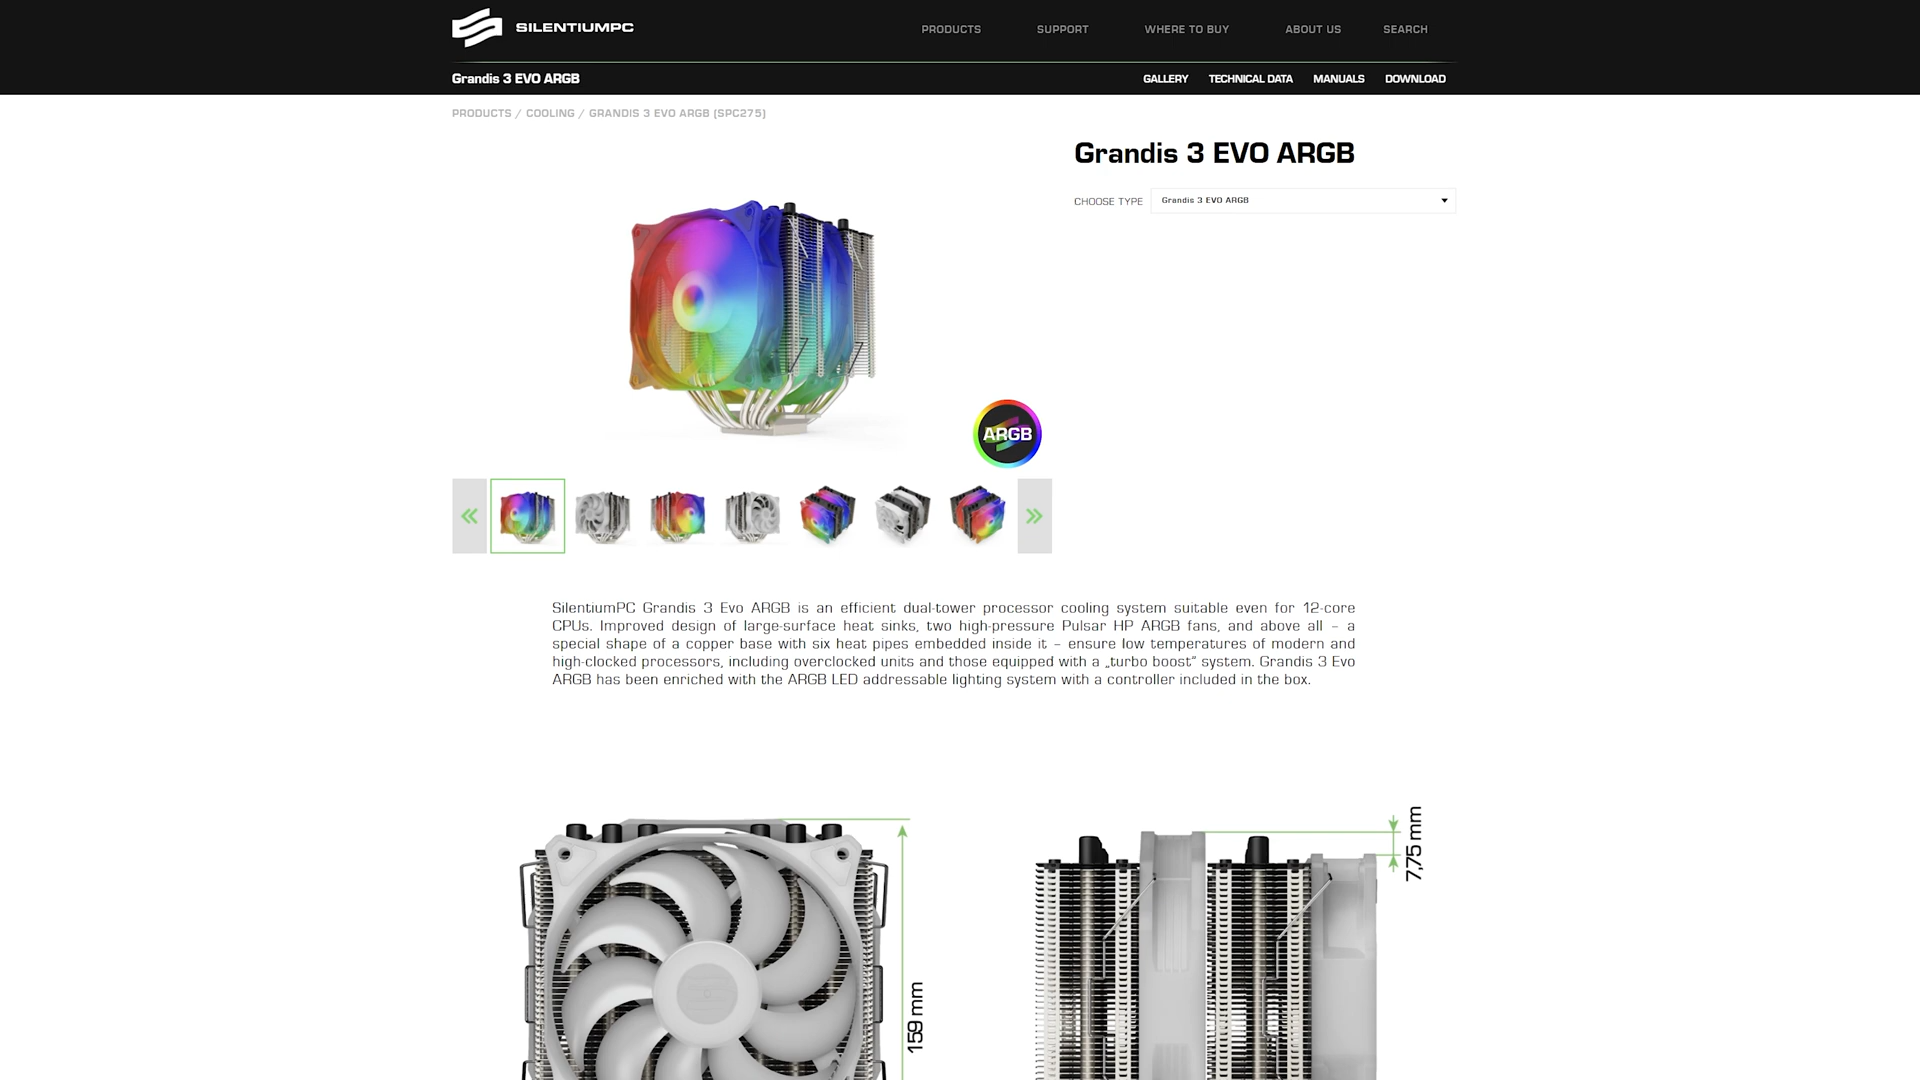 SILENTIUMPC
PRODUCTS SUPPORT WHERE TO BUY ABOUT US SEARCH
Grandis 3 EVO ARGB
GALLERY TECHNICAL DATA MANUALS DOWNLOAD
PRODUCTS / COOLING / GRANDIS 3 EVO ARGB (SPC275)
Grandis 3 EVO ARGB
CHOOSE TYPE Grandis 3 EVO ARGB
ARGB
SilentiumPC Grandis 3 Evo ARGB is an efficient dual-tower processor cooling system suitable even for 12-core
CPUs. Improved design of large-surface heat sinks, two high-pressure Pulsar HP ARGB fans, and above all – a
special shape of a copper base with six heat pipes embedded inside it – ensure low temperatures of modern and
high-clocked processors, including overclocked units and those equipped with a „turbo boost” system. Grandis 3 Evo
ARGB has been enriched with the ARGB LED addressable lighting system with a controller included in the box.
159 mm
7,75 mm